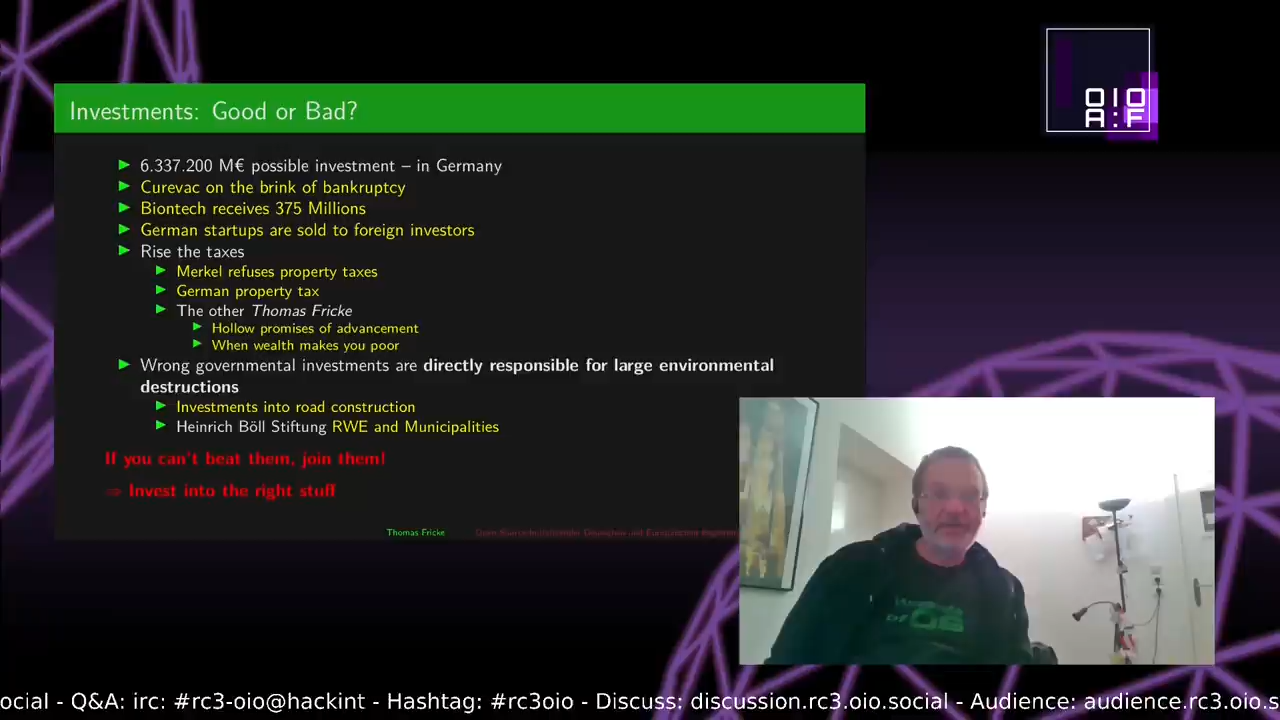 Investments: Good or Bad?
6.337.200 M€ possible investment – in Germany
Curevac on the brink of bankruptcy
Biontech receives 375 Millions
German startups are sold to foreign investors
Rise the taxes
Merkel refuses property taxes
German property tax
The other Thomas Fricke
Hollow promises of advancement
When wealth makes you poor
Wrong governmental investments are directly responsible for large environmental
destructions
Investments into road construction
Heinrich Böll Stiftung RWE and Municipalities
If you can't beat them, join them!
⇒ Invest into the right stuff
Thomas Fricke
OIO
A:F
OF
ocial - Q&A: irc: #rc3-oio@hackint - Hashtag: #rc3oio - Discuss: discussion.rc3.oio.social - Audience: audience.rc3.oio.s